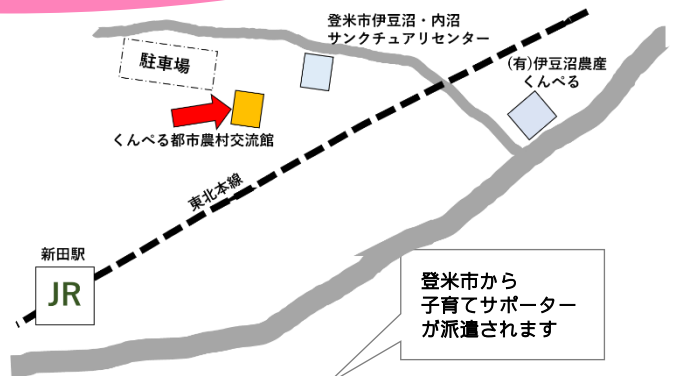 登米市伊豆沼・内沼
サンクチュアリセンター
駐車場
(有)伊豆沼農産
くんぺる
くんぺる都市農村交流館
東北本線
新田駅
JR
登米市から
子育てサポーター
が派遣されます